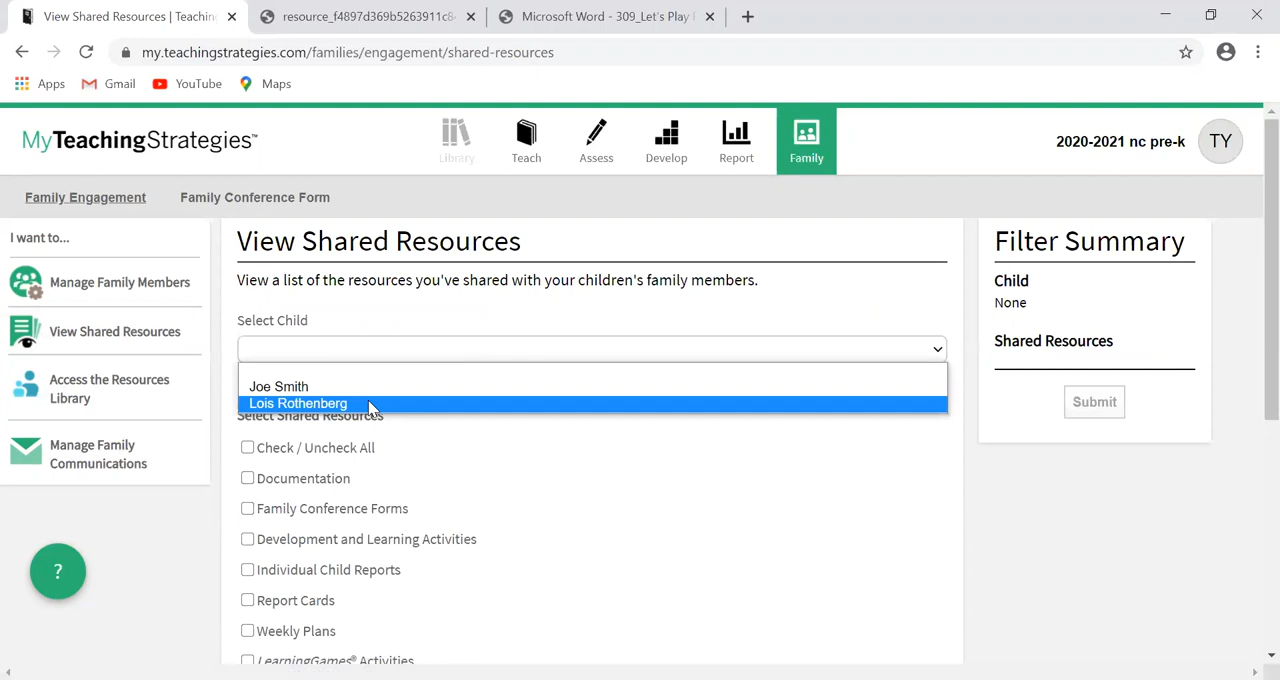 View Shared Resources | Teachin
resource_f4897d369b5263911c84
Microsoft Word - 309_Let's Play
my.teachingstrategies.com/families/engagement/shared-resources
Apps
Gmail
YouTube
Maps
MyTeachingStrategies™
Library
Teach
Assess
Develop
Report
Family
2020-2021 nc pre-k
TY
Family Engagement
Family Conference Form
I want to...
Manage Family Members
View Shared Resources
Access the Resources
Library
Manage Family
Communications
?
View Shared Resources
View a list of the resources you've shared with your children's family members.
Select Child
Joe Smith
Lois Rothenberg
Select Shared Resources
Check / Uncheck All
Documentation
Family Conference Forms
Development and Learning Activities
Individual Child Reports
Report Cards
Weekly Plans
LearningGames® Activities
Filter Summary
Child
None
Shared Resources
Submit